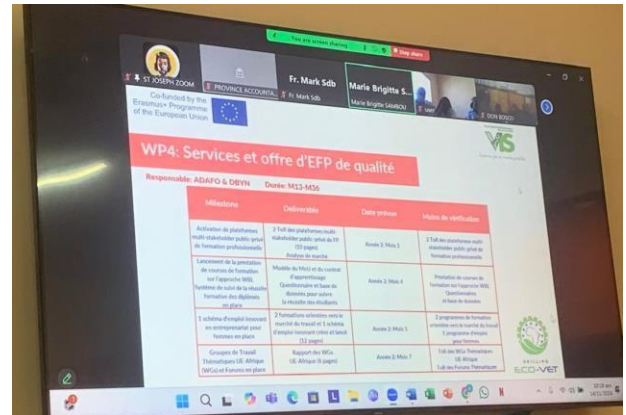 You are screen sharing
Stop share
ST JOSEPH ZOOM
PROVINCE ACCOUNTA...
Fr. Mark Sdb
Fr. Mark Sdb
Marie Brigitte S...
Marie Brigitte SAMBOU
user
DON BOSCO
Co-funded by the
Erasmus+ Programme
of the European Union
VIS
WP4: Services et offre d'EFP de qualité
Responsable: ADAFO & DBYN Durée: M13-M36
Milestone
Deliverable
Date prévue
Moins de vérification
Activation de plateformes
multi-stakeholder public-privé
de formation professionnelle
2 ToR des plateformes multi-
stakeholder public-privé de FP
(10 pages)
Analyse de marché
Année 2: Mois 3
2 ToR des plateformes multi-
stakeholder public-privé de
formation professionnelle
Lancement de la prestation
de courses de formation
sur l'approche WBL
Système de suivi de la réussite
formative des diplômés
en place
Modèle du MoU et du contrat
d'apprentissage
Questionnaire et base de
données pour suivre
la réussite des étudiants
Année 2: Mois 4
Prestation de courses de
formation sur l'approche WBL
Questionnaires
et base de données
1 schéma d'emploi innovant
en entrepreneuriat pour
femmes en place
2 formations orientées vers le
marché du travail et 1 schéma
d'emploi innovant créer et lancé
(12 pages)
Année 2: Mois 5
2 programmes de formation
orientée vers le marché du travail
1 programme d'emploi
pour femmes
Groupes de Travail
Thématiques UE-Afrique
(WGs) et Forums en place
Rapport des WGs
UE-Afrique (6 pages)
Année 2: Mois 7
ToR des WGs Thématiques
UE-Afrique
ToR des Forums Thématiques
SKILLING
ECO-VET